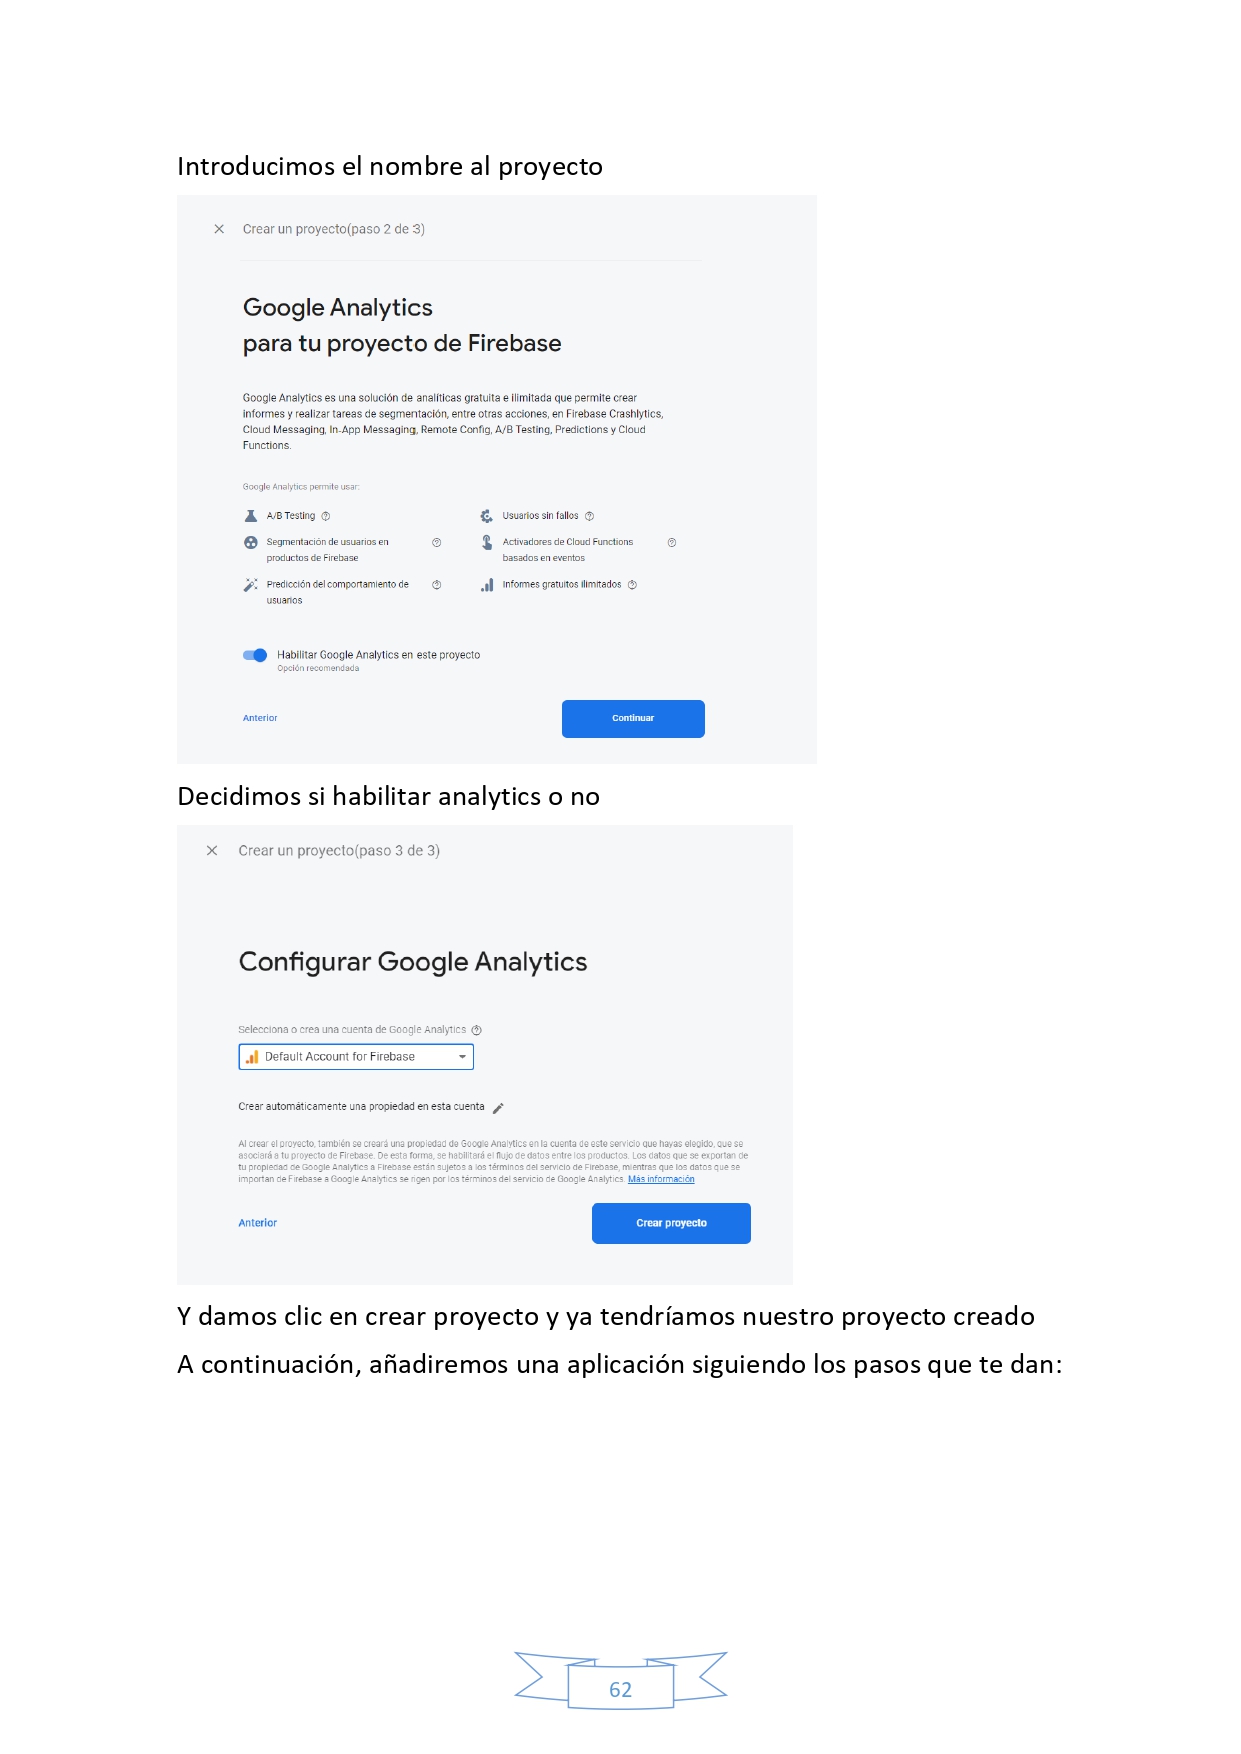 Introducimos el nombre al proyecto
Crear un proyecto(paso 2 de 3)
Google Analytics
para tu proyecto de Firebase
Google Analytics es una solución de analíticas gratuita e ilimitada que permite crear
informes y realizar tareas de segmentación, entre otras acciones, en Firebase Crashlytics,
Cloud Messaging, In-App Messaging, Remote Config, A/B Testing, Predictions y Cloud
Functions.
Google Analytics permite usar:
A/B Testing
Usuarios sin fallos
Segmentación de usuarios en
productos de Firebase
Activadores de Cloud Functions
basados en eventos
Predicción del comportamiento de
usuarios
Informes gratuitos ilimitados
Habilitar Google Analytics en este proyecto
Opción recomendada
Anterior
Continuar
Decidimos si habilitar analytics o no
Crear un proyecto(paso 3 de 3)
Configurar Google Analytics
Selecciona o crea una cuenta de Google Analytics
Default Account for Firebase
Crear automáticamente una propiedad en esta cuenta
Al crear el proyecto, también se creará una propiedad de Google Analytics en la cuenta de este servicio que hayas elegido, que se
asociará a tu proyecto de Firebase. De esta forma, se habilitará el flujo de datos entre los productos. Los datos que se exportan de
tu propiedad de Google Analytics a Firebase están sujetos a los términos del servicio de Firebase, mientras que los datos que se
importan de Firebase a Google Analytics se rigen por los términos del servicio de Google Analytics. Más información
Anterior
Crear proyecto
Y damos clic en crear proyecto y ya tendríamos nuestro proyecto creado
A continuación, añadiremos una aplicación siguiendo los pasos que te dan:
62